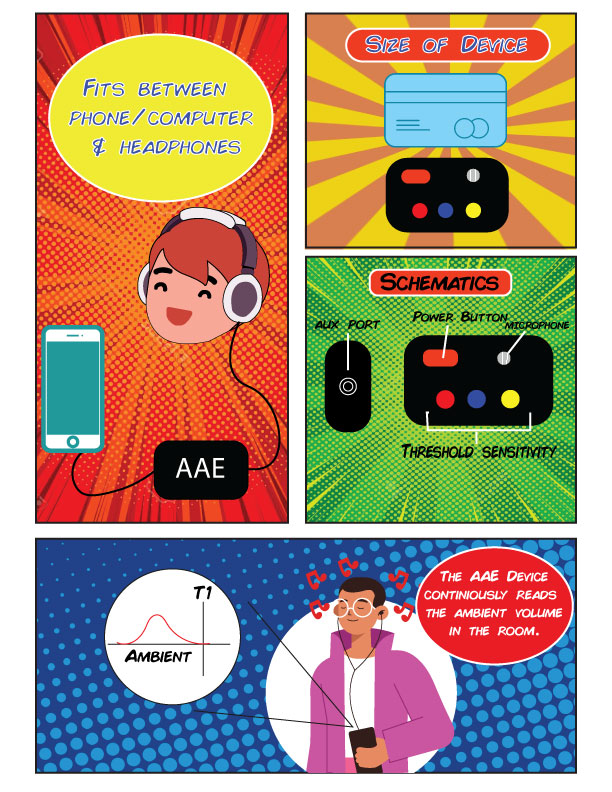 Fits between
phone/computer
& headphones
AAE
Size of Device
Schematics
aux port
Power Button
microphone
Threshold sensitivity
T1
Ambient
The AAE Device
continiously reads
the ambient volume
in the room.